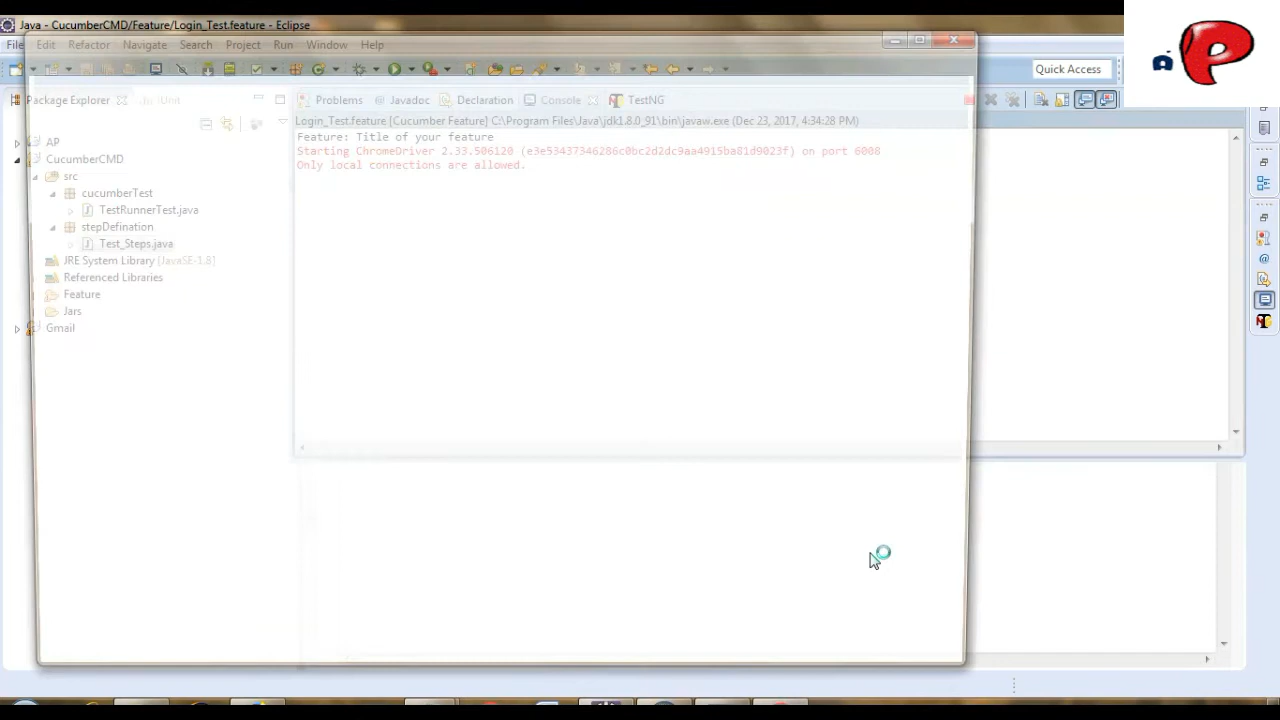 Java - CucumberCMD/Feature/Login_Test.feature - Eclipse
File Edit Refactor Navigate Search Project Run Window Help
Quick Access
Package Explorer JUnit
Problems @ Javadoc Declaration Console TestNG
Login_Test.feature [Cucumber Feature] C:\Program Files\Java\jdk1.8.0_91\bin\javaw.exe (Dec 23, 2017, 4:34:28 PM)
Feature: Title of your feature
Starting ChromeDriver 2.33.506120 (e3e53437346286c0bc2d2dc9aa4915ba81d9023f) on port 6008
Only local connections are allowed.
AP
CucumberCMD
src
cucumberTest
TestRunnerTest.java
stepDefination
Test_Steps.java
JRE System Library [JavaSE-1.8]
Referenced Libraries
Feature
Jars
Gmail